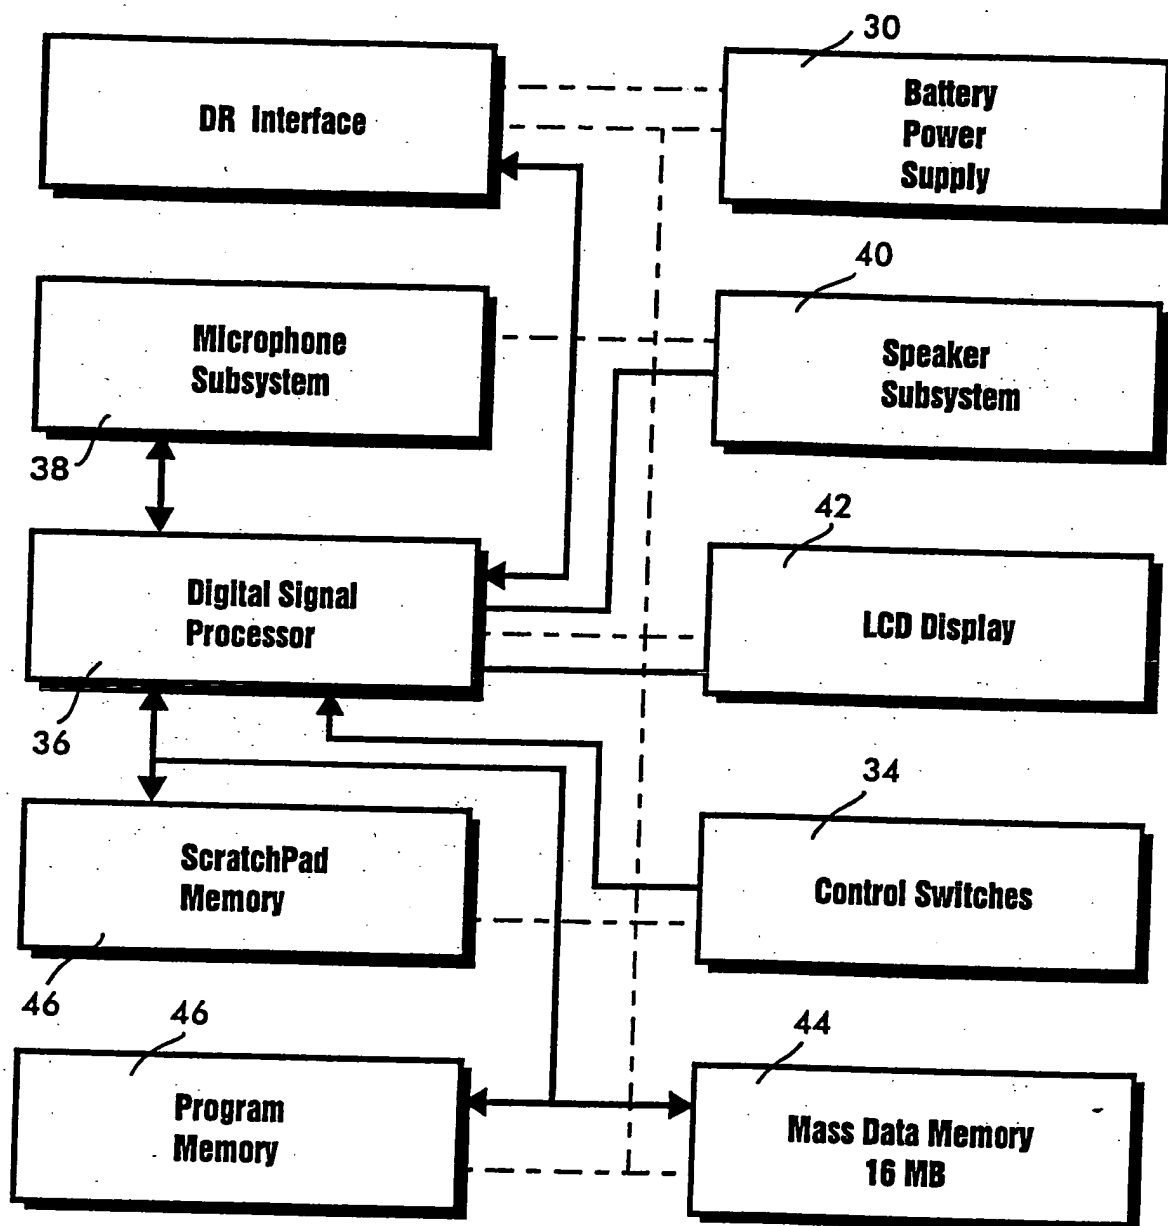 30
DR Interface
Battery
Power
Supply
40
Microphone
Subsystem
Speaker
Subsystem
38
42
Digital Signal
Processor
LCD Display
36
34
ScratchPad
Memory
Control Switches
46
46
44
Program
Memory
Mass Data Memory
16 MB